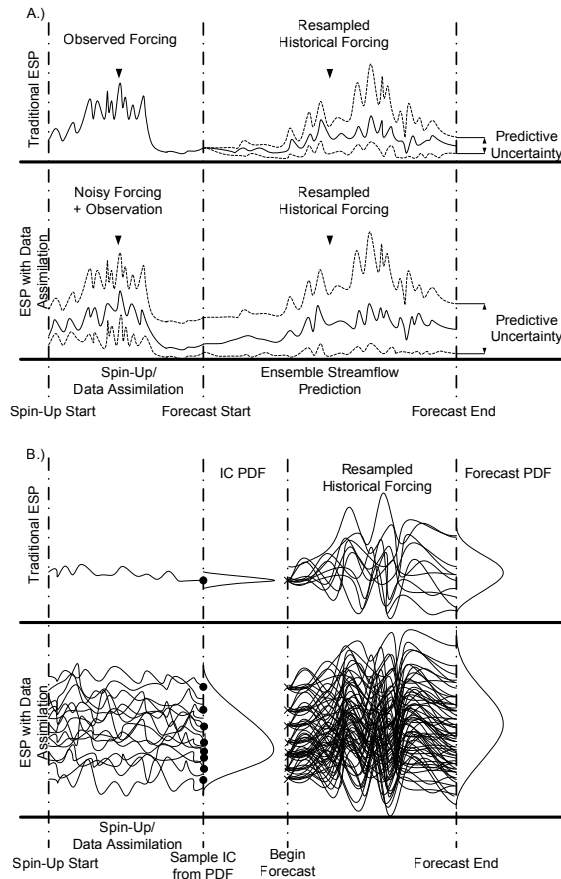 A.)
Observed Forcing
Resampled
Historical Forcing
Traditional ESP
Predictive
Uncertainty
Noisy Forcing
+ Observation
Resampled
Historical Forcing
ESP with Data
Assimilation
Predictive
Uncertainty
Spin-Up/
Data Assimilation
Ensemble Streamflow
Prediction
Spin-Up Start
Forecast Start
Forecast End
B.)
IC PDF
Resampled
Historical Forcing
Forecast PDF
Traditional ESP
ESP with Data
Assimilation
Spin-Up/
Data Assimilation
Spin-Up Start
Sample IC
from PDF
Begin
Forecast
Forecast End